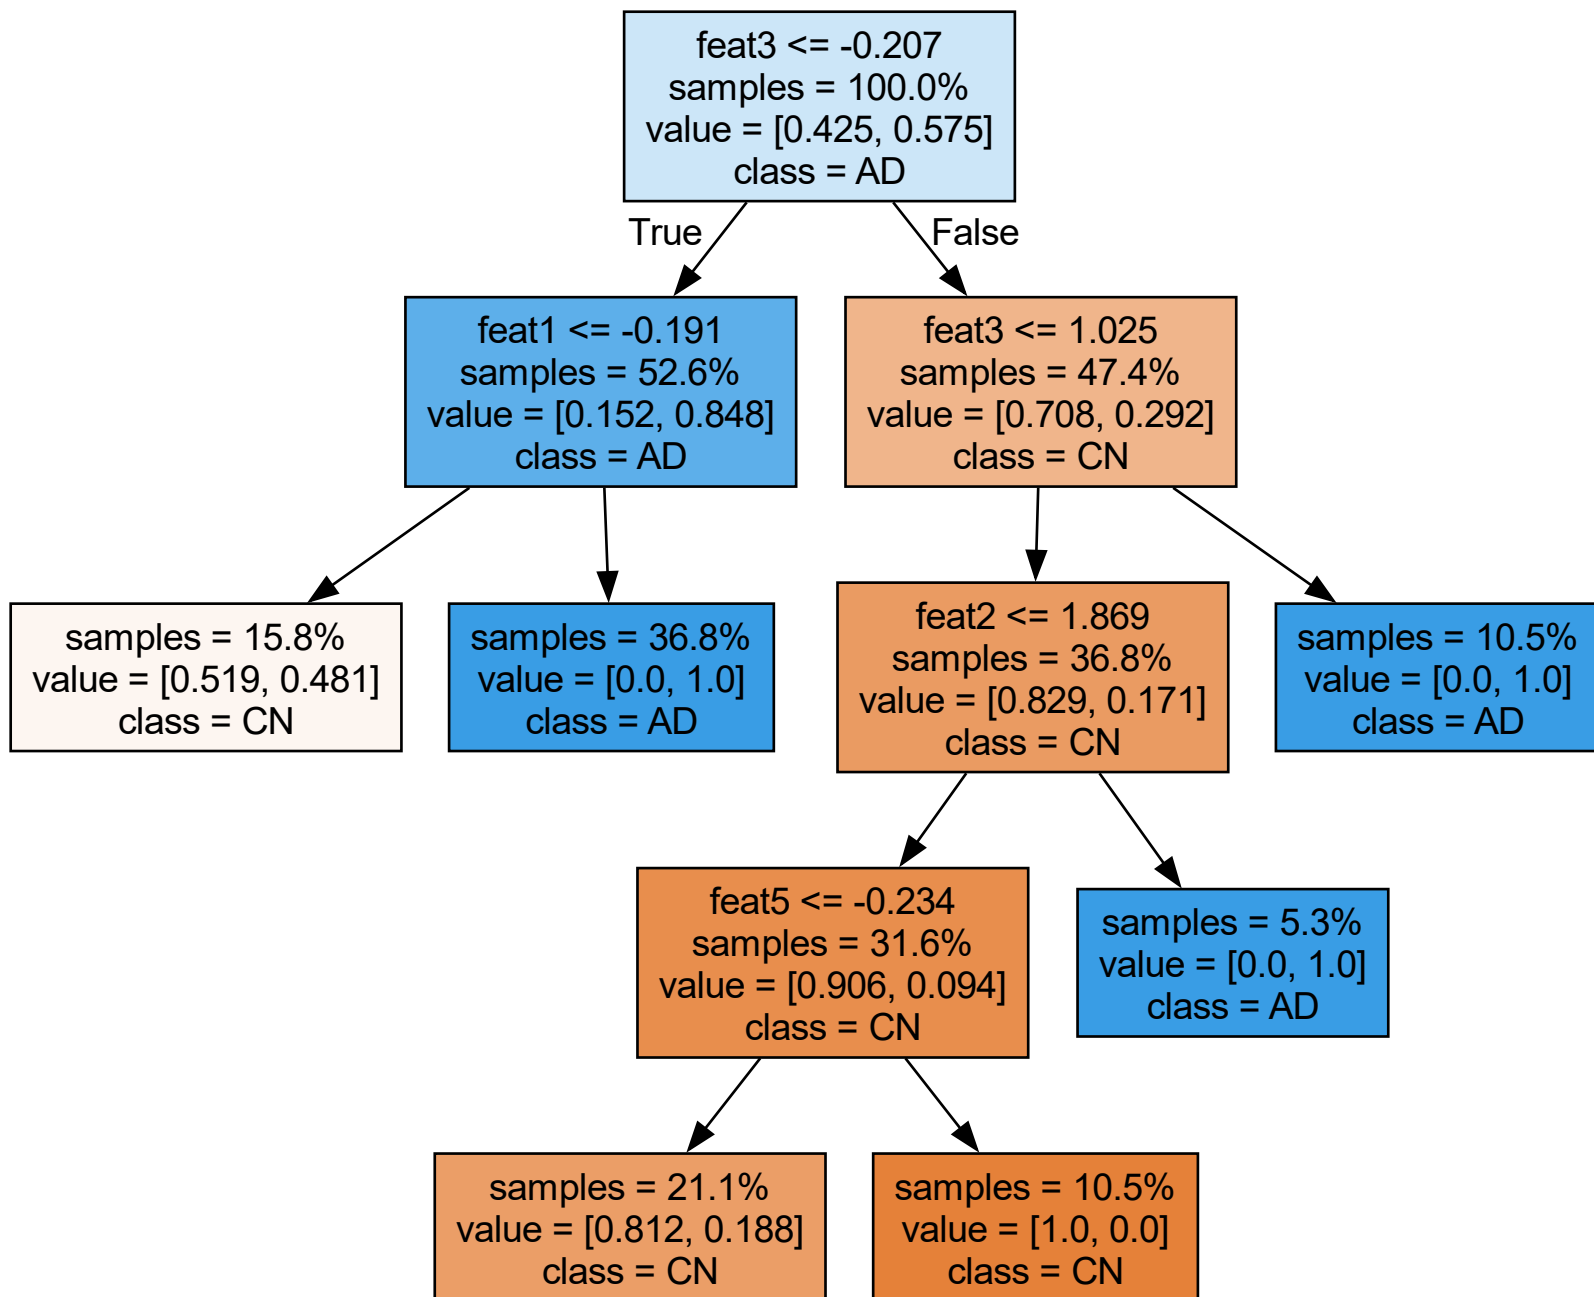 feat3 <= -0.207
samples = 100.0%
value = [0.425, 0.575]
class = AD
True
False
feat1 <= -0.191
samples = 52.6%
value = [0.152, 0.848]
class = AD
feat3 <= 1.025
samples = 47.4%
value = [0.708, 0.292]
class = CN
samples = 15.8%
value = [0.519, 0.481]
class = CN
samples = 36.8%
value = [0.0, 1.0]
class = AD
feat2 <= 1.869
samples = 36.8%
value = [0.829, 0.171]
class = CN
samples = 10.5%
value = [0.0, 1.0]
class = AD
feat5 <= -0.234
samples = 31.6%
value = [0.906, 0.094]
class = CN
samples = 5.3%
value = [0.0, 1.0]
class = AD
samples = 21.1%
value = [0.812, 0.188]
class = CN
samples = 10.5%
value = [1.0, 0.0]
class = CN